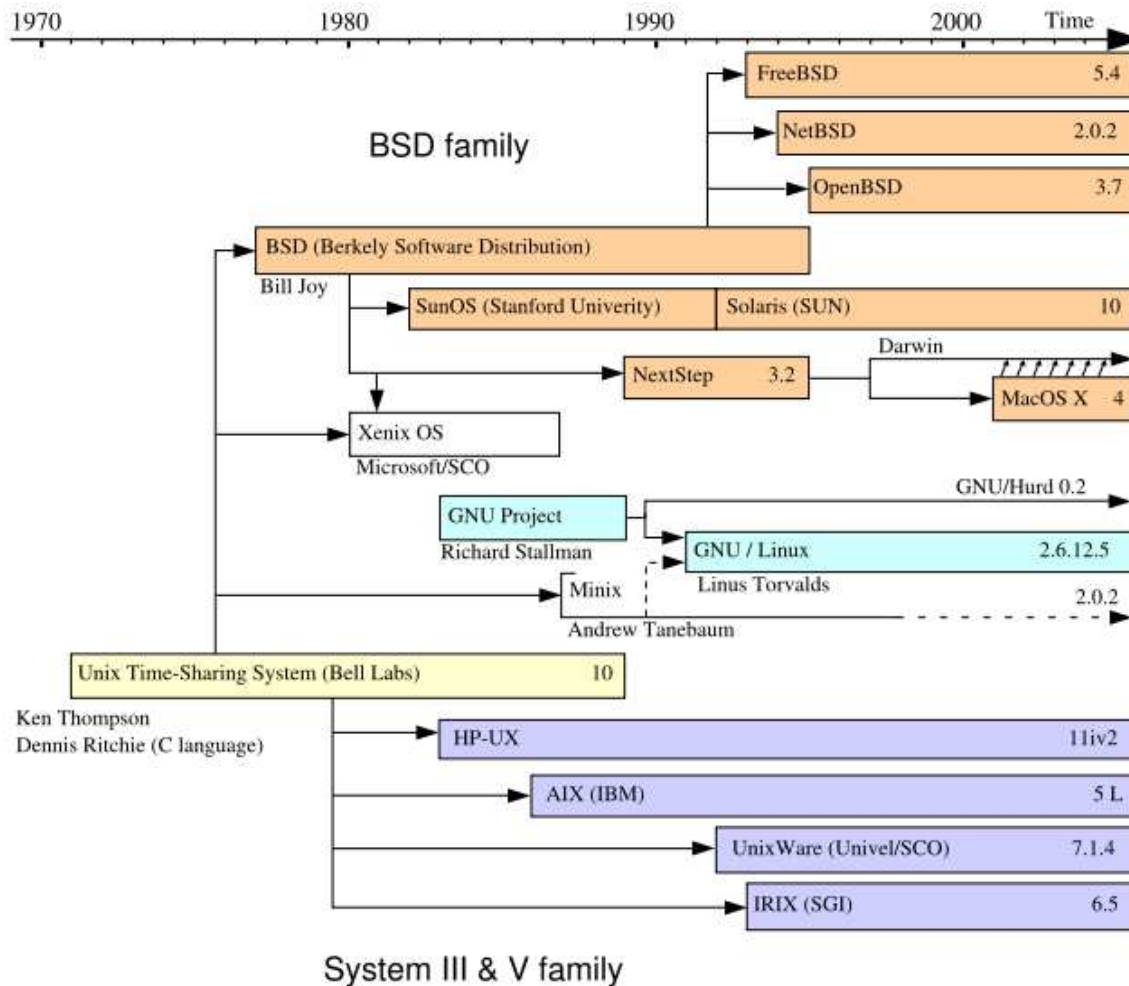 1970 1980 1990 2000 Time
FreeBSD 5.4
BSD family
NetBSD 2.0.2
OpenBSD 3.7
BSD (Berkely Software Distribution)
Bill Joy
SunOS (Stanford Univerity) Solaris (SUN) 10
Darwin
NextStep 3.2
MacOS X 4
Xenix OS
Microsoft/SCO
GNU/Hurd 0.2
GNU Project
Richard Stallman
GNU / Linux 2.6.12.5
Linus Torvalds
Minix
2.0.2
Andrew Tanebaum
Unix Time-Sharing System (Bell Labs) 10
Ken Thompson
Dennis Ritchie (C language)
HP-UX 11iv2
AIX (IBM) 5 L
UnixWare (Univel/SCO) 7.1.4
IRIX (SGI) 6.5
System III & V family